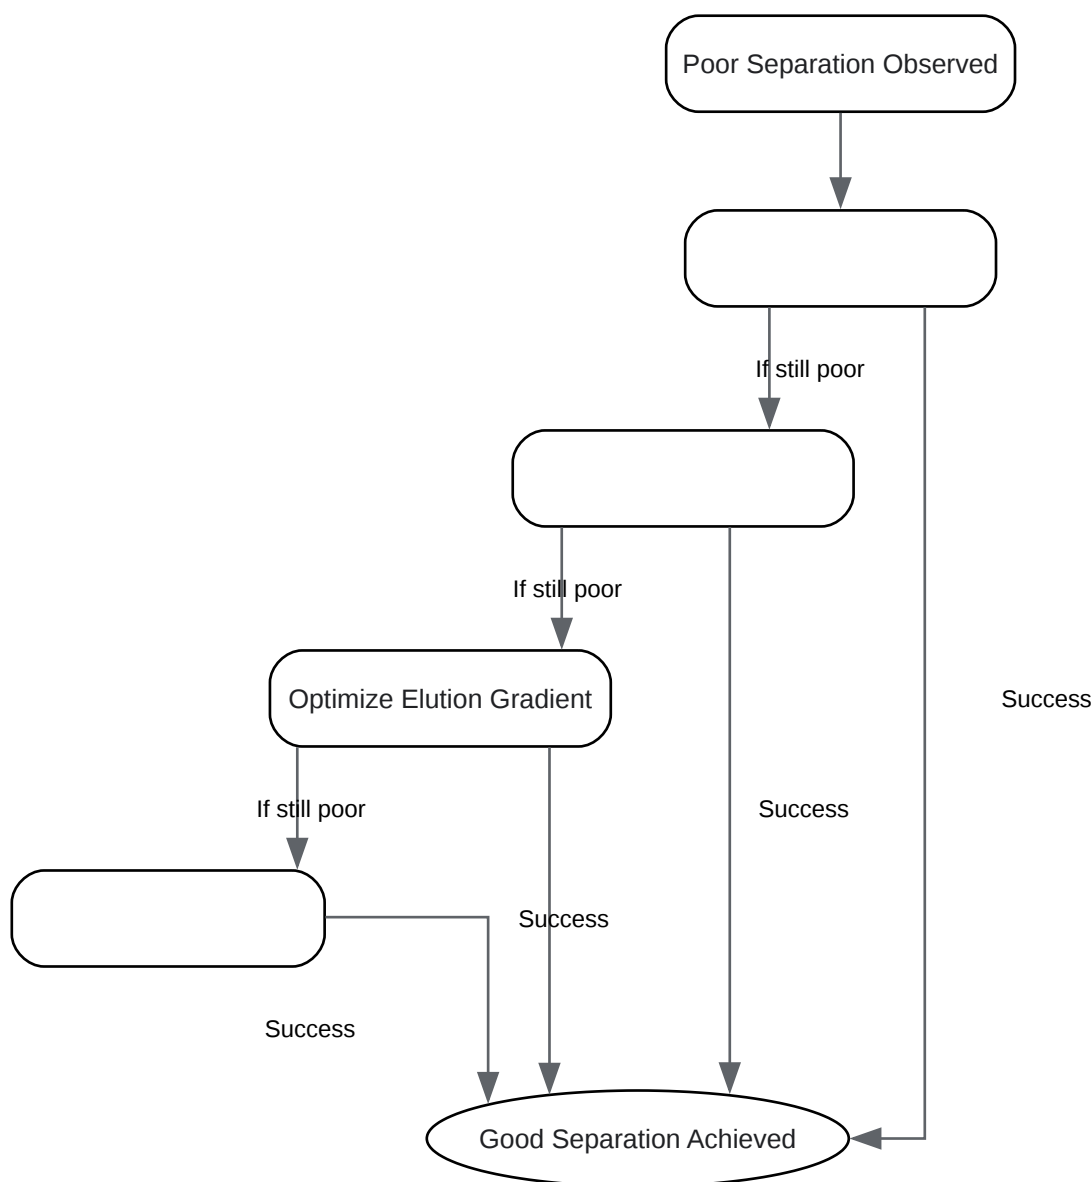 Poor Separation Observed
If still poor
If still poor
Optimize Elution Gradient
Success
If still poor
Success
Success
Success
Good Separation Achieved